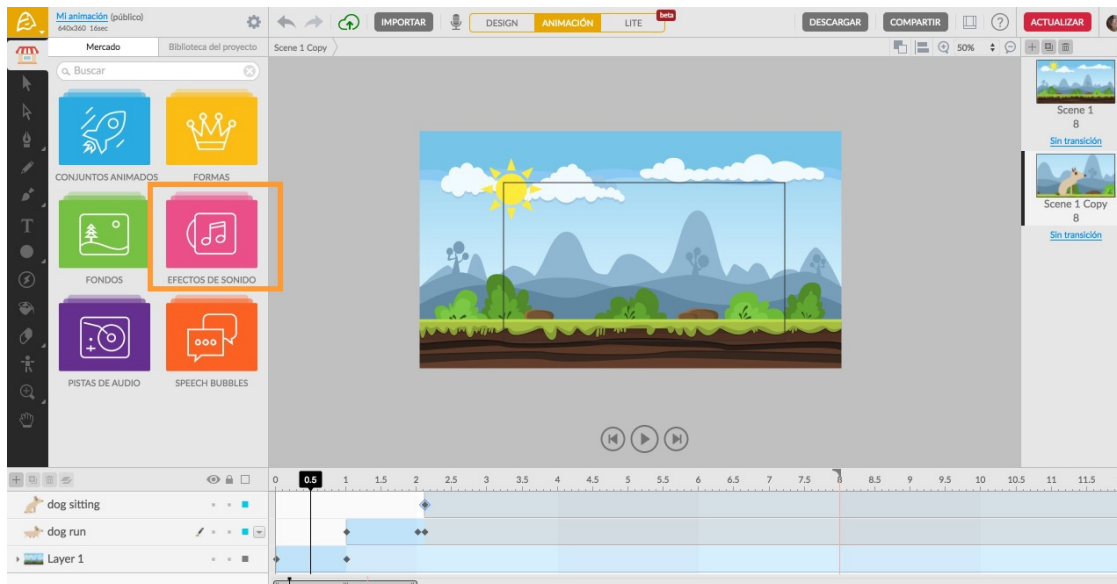 Mi animación (público)
640x360 16sec
IMPORTAR
DESIGN ANIMACIÓN LITE beta
DESCARGAR COMPARTIR ? ACTUALIZAR
Mercado Biblioteca del proyecto Scene 1 Copy
50%
Buscar
CONJUNTOS ANIMADOS FORMAS
FONDOS EFECTOS DE SONIDO
PISTAS DE AUDIO SPEECH BUBBLES
T
Scene 1
8
Sin transición
Scene 1 Copy
8
Sin transición
0 0.5 1 1.5 2 2.5 3 3.5 4 4.5 5 5.5 6 6.5 7 7.5 8 8.5 9 9.5 10 10.5 11 11.5
dog sitting
dog run
Layer 1